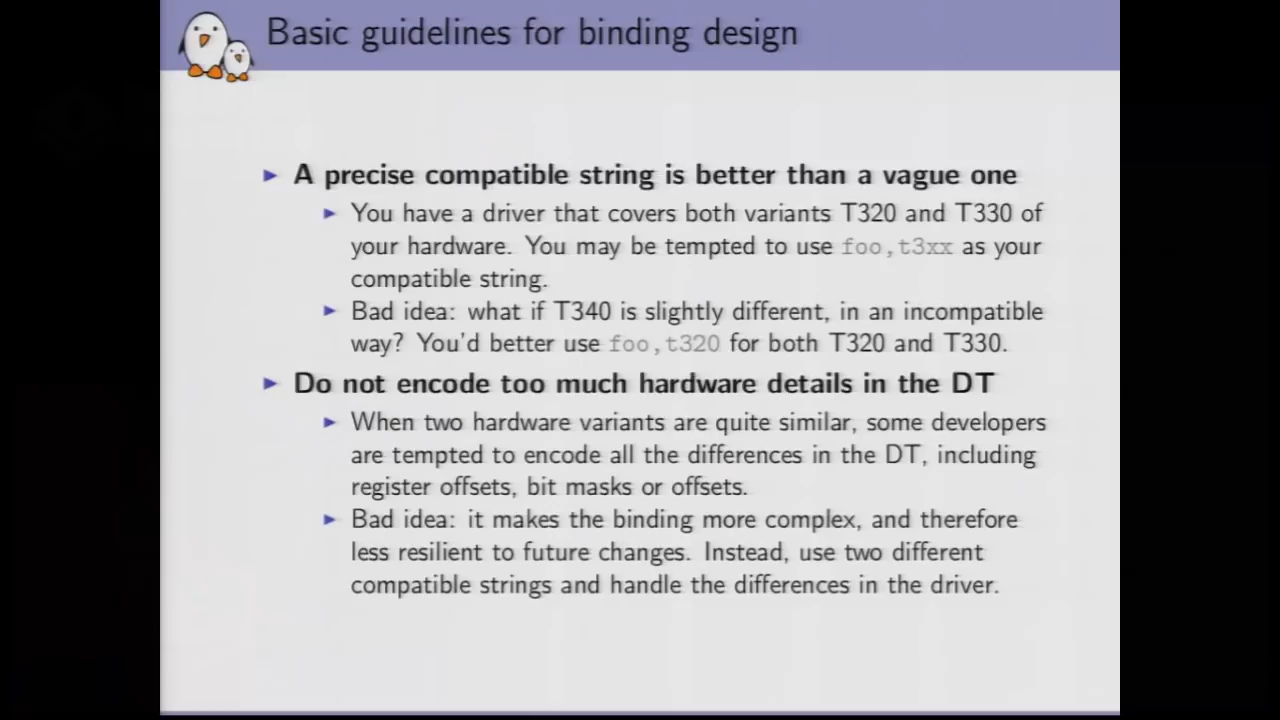 Basic guidelines for binding design
A precise compatible string is better than a vague one
You have a driver that covers both variants T320 and T330 of
your hardware. You may be tempted to use foo,t3xx as your
compatible string.
Bad idea: what if T340 is slightly different, in an incompatible
way? You'd better use foo,t320 for both T320 and T330.
Do not encode too much hardware details in the DT
When two hardware variants are quite similar, some developers
are tempted to encode all the differences in the DT, including
register offsets, bit masks or offsets.
Bad idea: it makes the binding more complex, and therefore
less resilient to future changes. Instead, use two different
compatible strings and handle the differences in the driver.